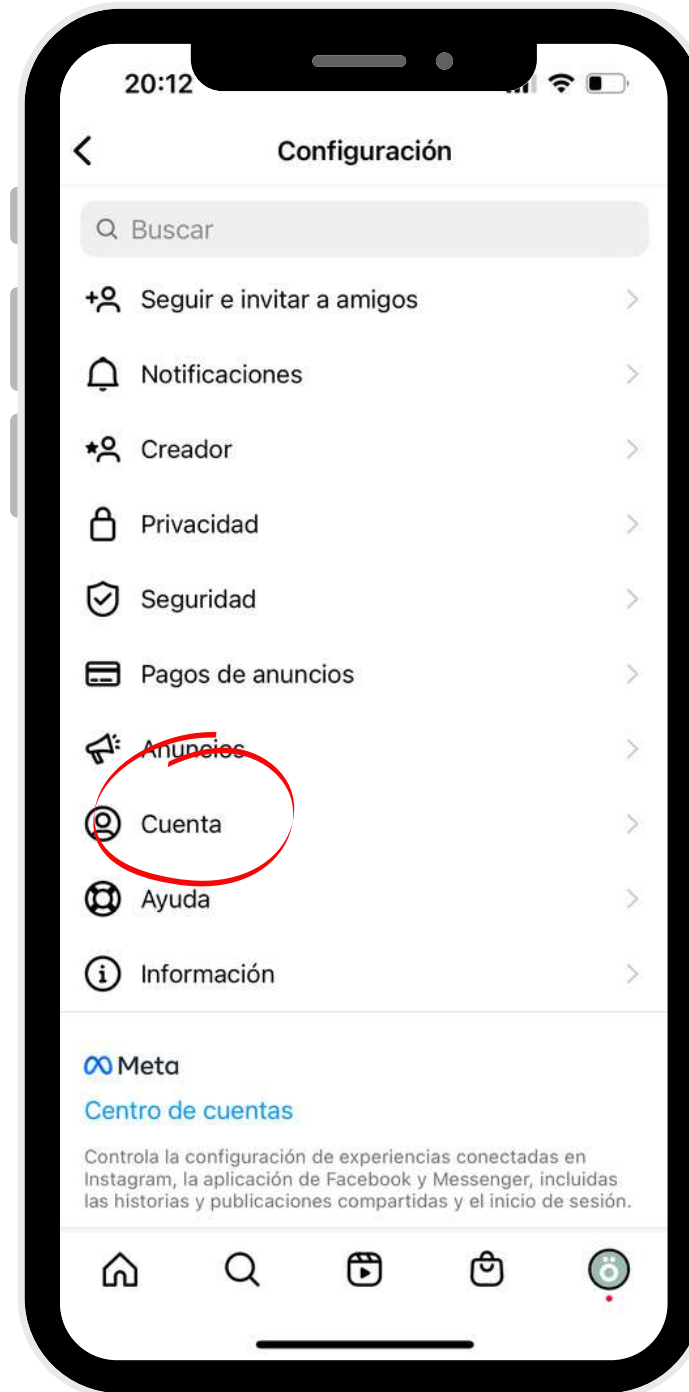 20:12
Configuración
Buscar
Seguir e invitar a amigos
Notificaciones
Creador
Privacidad
Seguridad
Pagos de anuncios
Anuncios
Cuenta
Ayuda
Información
Meta
Centro de cuentas
Controla la configuración de experiencias conectadas en
Instagram, la aplicación de Facebook y Messenger, incluidas
las historias y publicaciones compartidas y el inicio de sesión.
ö